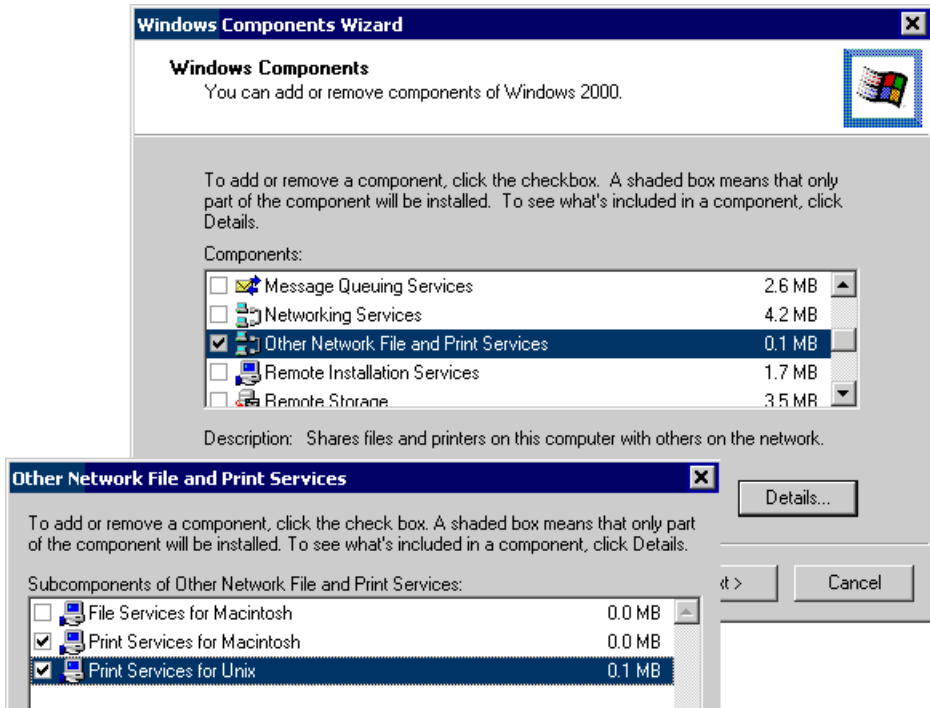 Windows Components Wizard
Windows Components
You can add or remove components of Windows 2000.
To add or remove a component, click the checkbox. A shaded box means that only
part of the component will be installed. To see what's included in a component, click
Details.
Components:
Message Queuing Services 2.6 MB
Networking Services 4.2 MB
Other Network File and Print Services 0.1 MB
Remote Installation Services 1.7 MB
Remote Storage 3.5 MB
Description: Shares files and printers on this computer with others on the network.
Other Network File and Print Services
Details...
To add or remove a component, click the check box. A shaded box means that only part
of the component will be installed. To see what's included in a component, click Details.
xt > Cancel
Subcomponents of Other Network File and Print Services:
File Services for Macintosh 0.0 MB
Print Services for Macintosh 0.0 MB
Print Services for Unix 0.1 MB